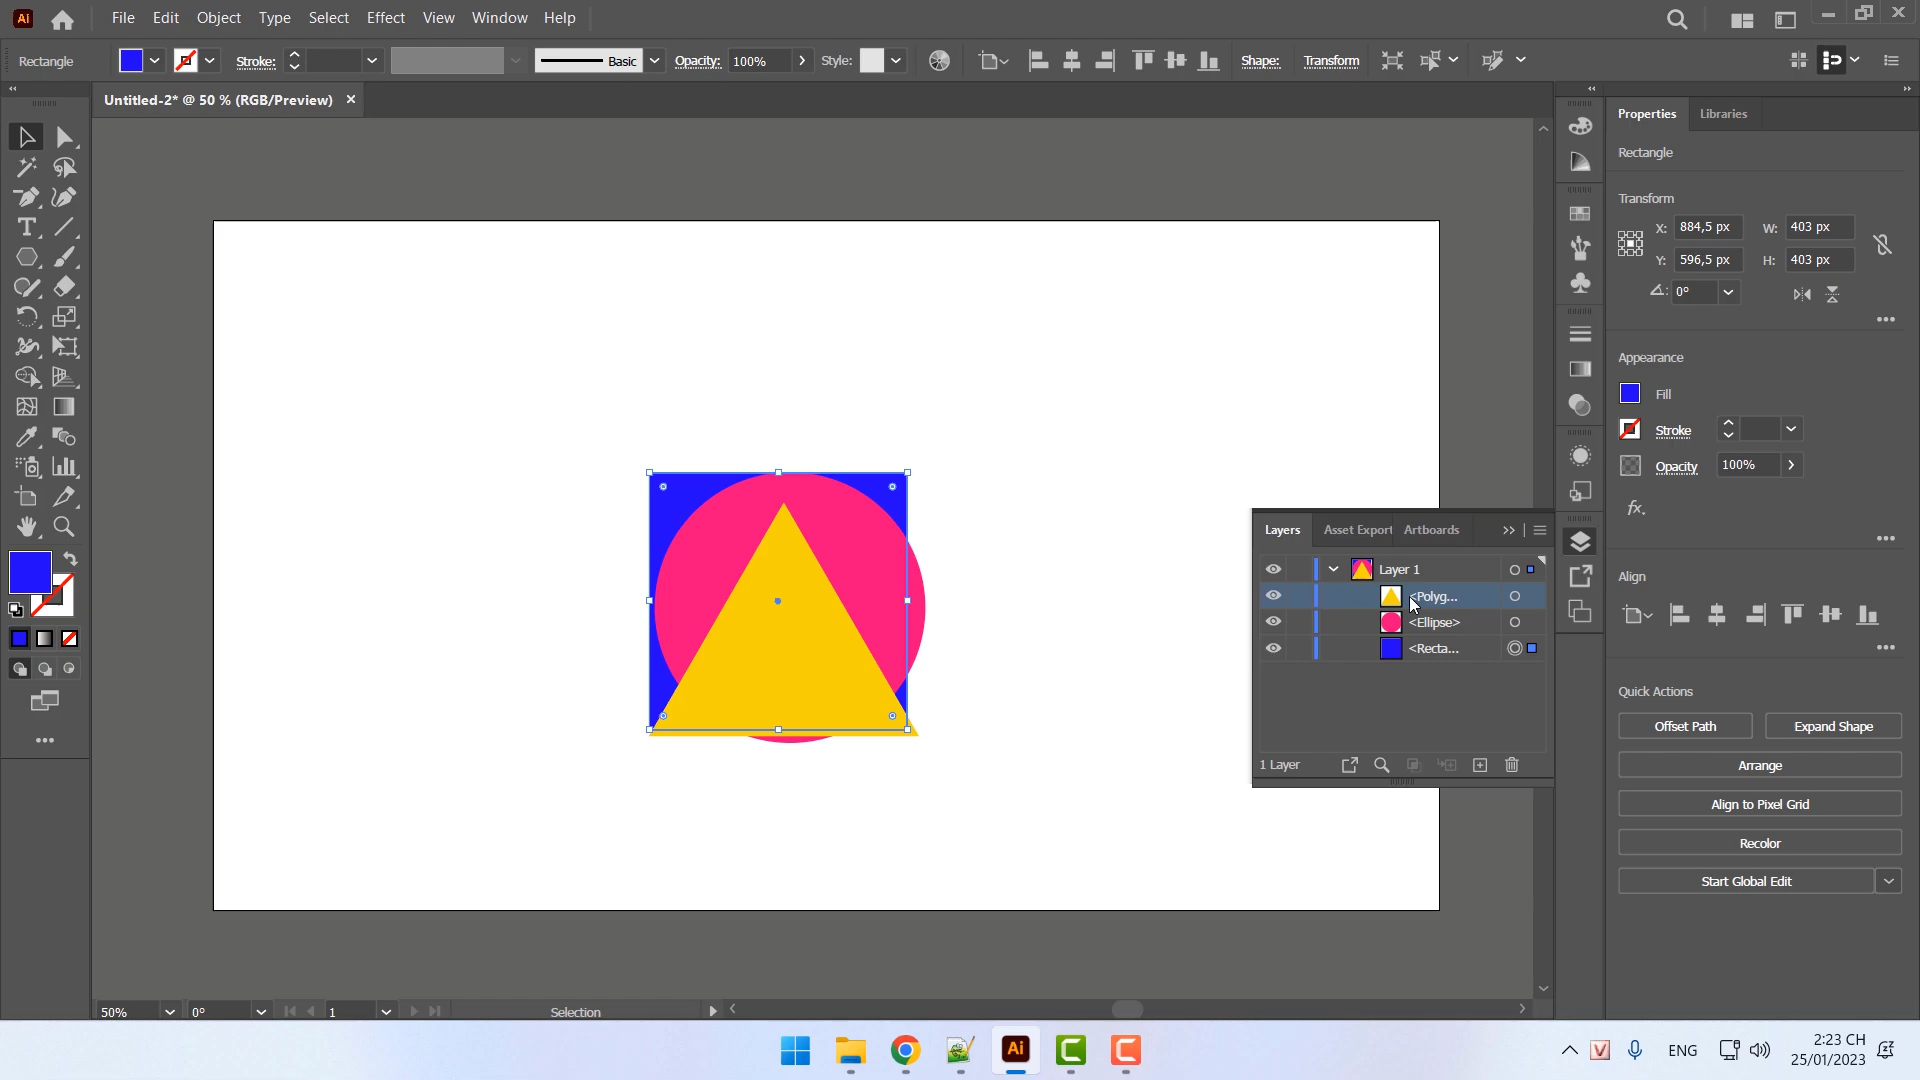 Ai File Edit Object Type Select Effect View Window Help
Rectangle Stroke: Basic Opacity: 100% Style: Shape: Transform
Untitled-2* @ 50 % (RGB/Preview) ×
Properties Libraries
Rectangle
Transform
X: 884,5 px W: 403 px
Y: 596,5 px H: 403 px
0°
Appearance
Fill
Stroke
Opacity 100%
fx
Align
Quick Actions
Offset Path Expand Shape
Arrange
Align to Pixel Grid
Recolor
Start Global Edit
Layers Asset Export Artboards
Layer 1
<Polyg...
<Ellipse>
<Recta...
1 Layer
50% 0° 1 Selection
Ai ENG 2:23 CH
25/01/2023